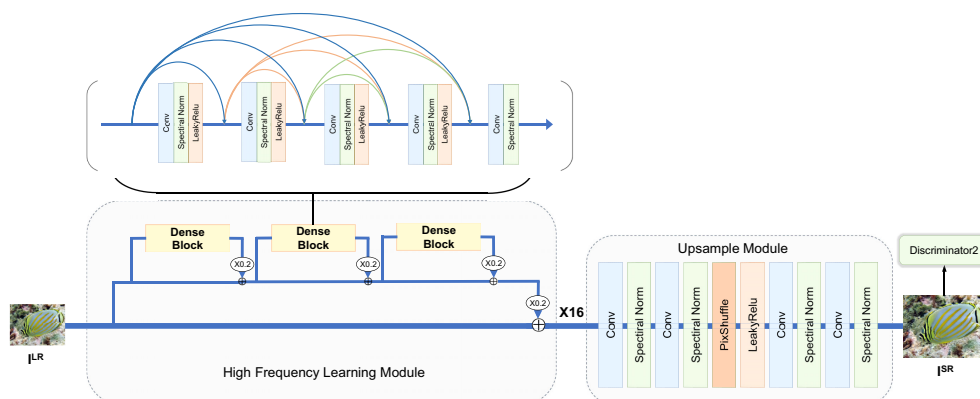 Conv
Spectral Norm
LeakyRelu
Conv
Spectral Norm
LeakyRelu
Conv
Spectral Norm
LeakyRelu
Conv
Spectral Norm
LeakyRelu
Conv
Spectral Norm
Dense
Block
X0.2
Dense
Block
X0.2
Dense
Block
X0.2
X0.2
High Frequency Learning Module
I^LR
X16
Upsample Module
Conv
Spectral Norm
Conv
Spectral Norm
PixShuffle
LeakyRelu
Conv
Spectral Norm
Conv
Spectral Norm
Discriminator2
I^SR